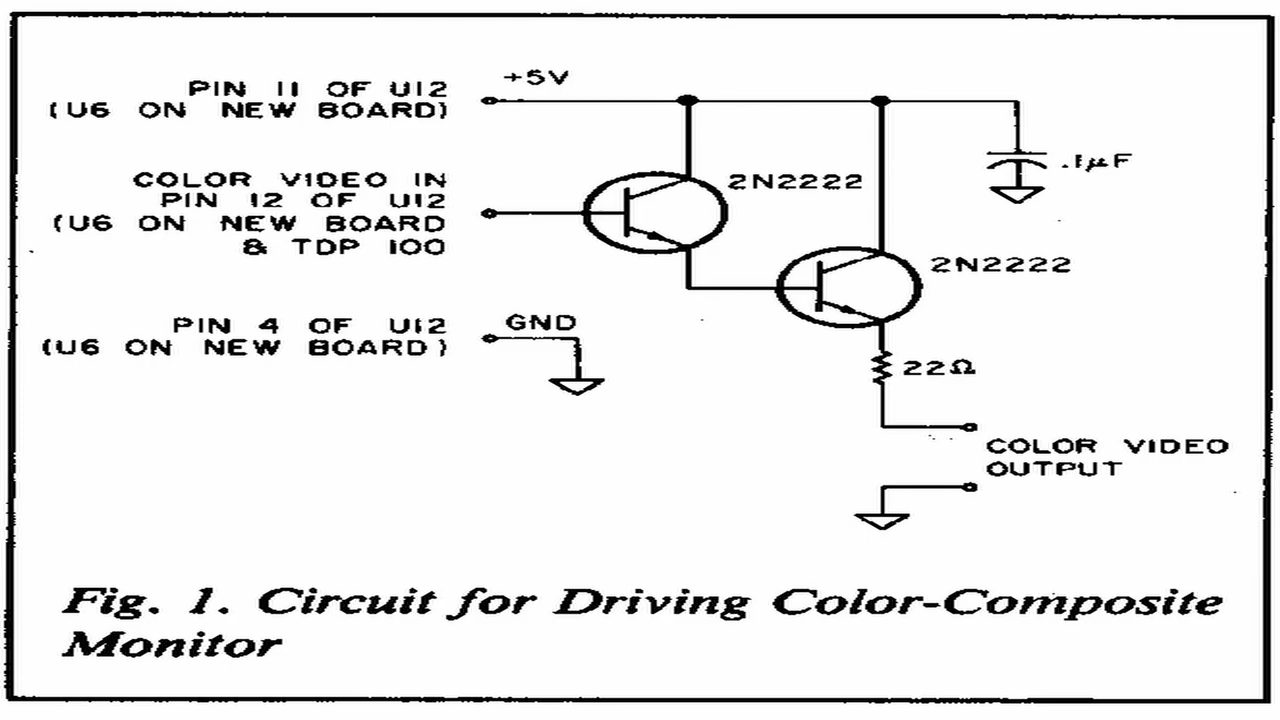 PIN 11 OF U12
(U6 ON NEW BOARD)
+5V
COLOR VIDEO IN
PIN 12 OF U12
(U6 ON NEW BOARD
& TDP 100
2N2222
.1µF
2N2222
PIN 4 OF U12
(U6 ON NEW BOARD)
GND
22Ω
COLOR VIDEO
OUTPUT
Fig. 1. Circuit for Driving Color-Composite
Monitor